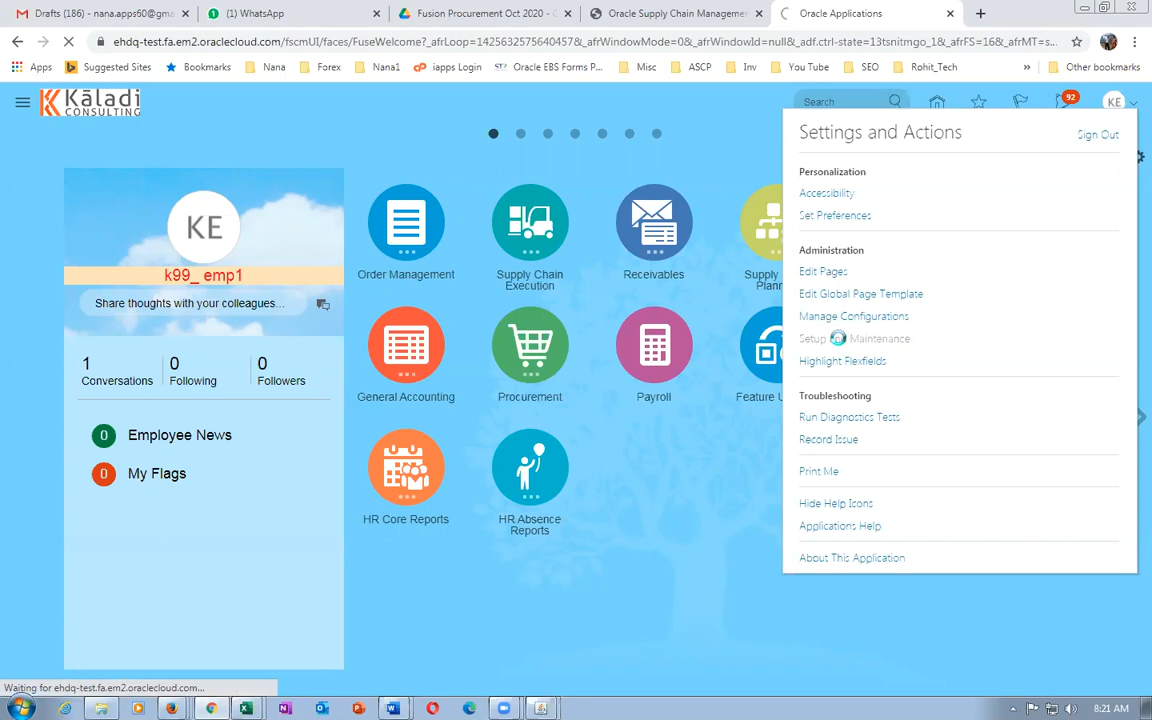 Drafts (186) - nana.apps60@gma
(1) WhatsApp
Fusion Procurement Oct 2020 - G
Oracle Supply Chain Managemen
Oracle Applications
ehdq-test.fa.em2.oraclecloud.com/fscmUI/faces/FuseWelcome?_afrLoop=1425632575640457&_afrWindowMode=0&_afrWindowId=null&_adf.ctrl-state=13tsnitmgo_1&_afrFS=16&_afrMT=s...
Apps
Suggested Sites
Bookmarks
Nana
Forex
Nana1
iapps Login
Oracle EBS Forms P...
Misc
ASCP
Inv
You Tube
SEO
Rohit_Tech
»
Other bookmarks
Kaladi
CONSULTING
Search
92
KE
Settings and Actions
Sign Out
Personalization
Accessibility
Set Preferences
Administration
Edit Pages
Edit Global Page Template
Manage Configurations
Setup and Maintenance
Highlight Flexfields
Troubleshooting
Run Diagnostics Tests
Record Issue
Print Me
Hide Help Icons
Applications Help
About This Application
KE
k99_ emp1
Share thoughts with your colleagues...
1
Conversations
0
Following
0
Followers
0 Employee News
0 My Flags
Order Management
Supply Chain
Execution
Receivables
Supply
Plann
General Accounting
Procurement
Payroll
Feature U
HR Core Reports
HR Absence
Reports
Waiting for ehdq-test.fa.em2.oraclecloud.com...
8:21 AM